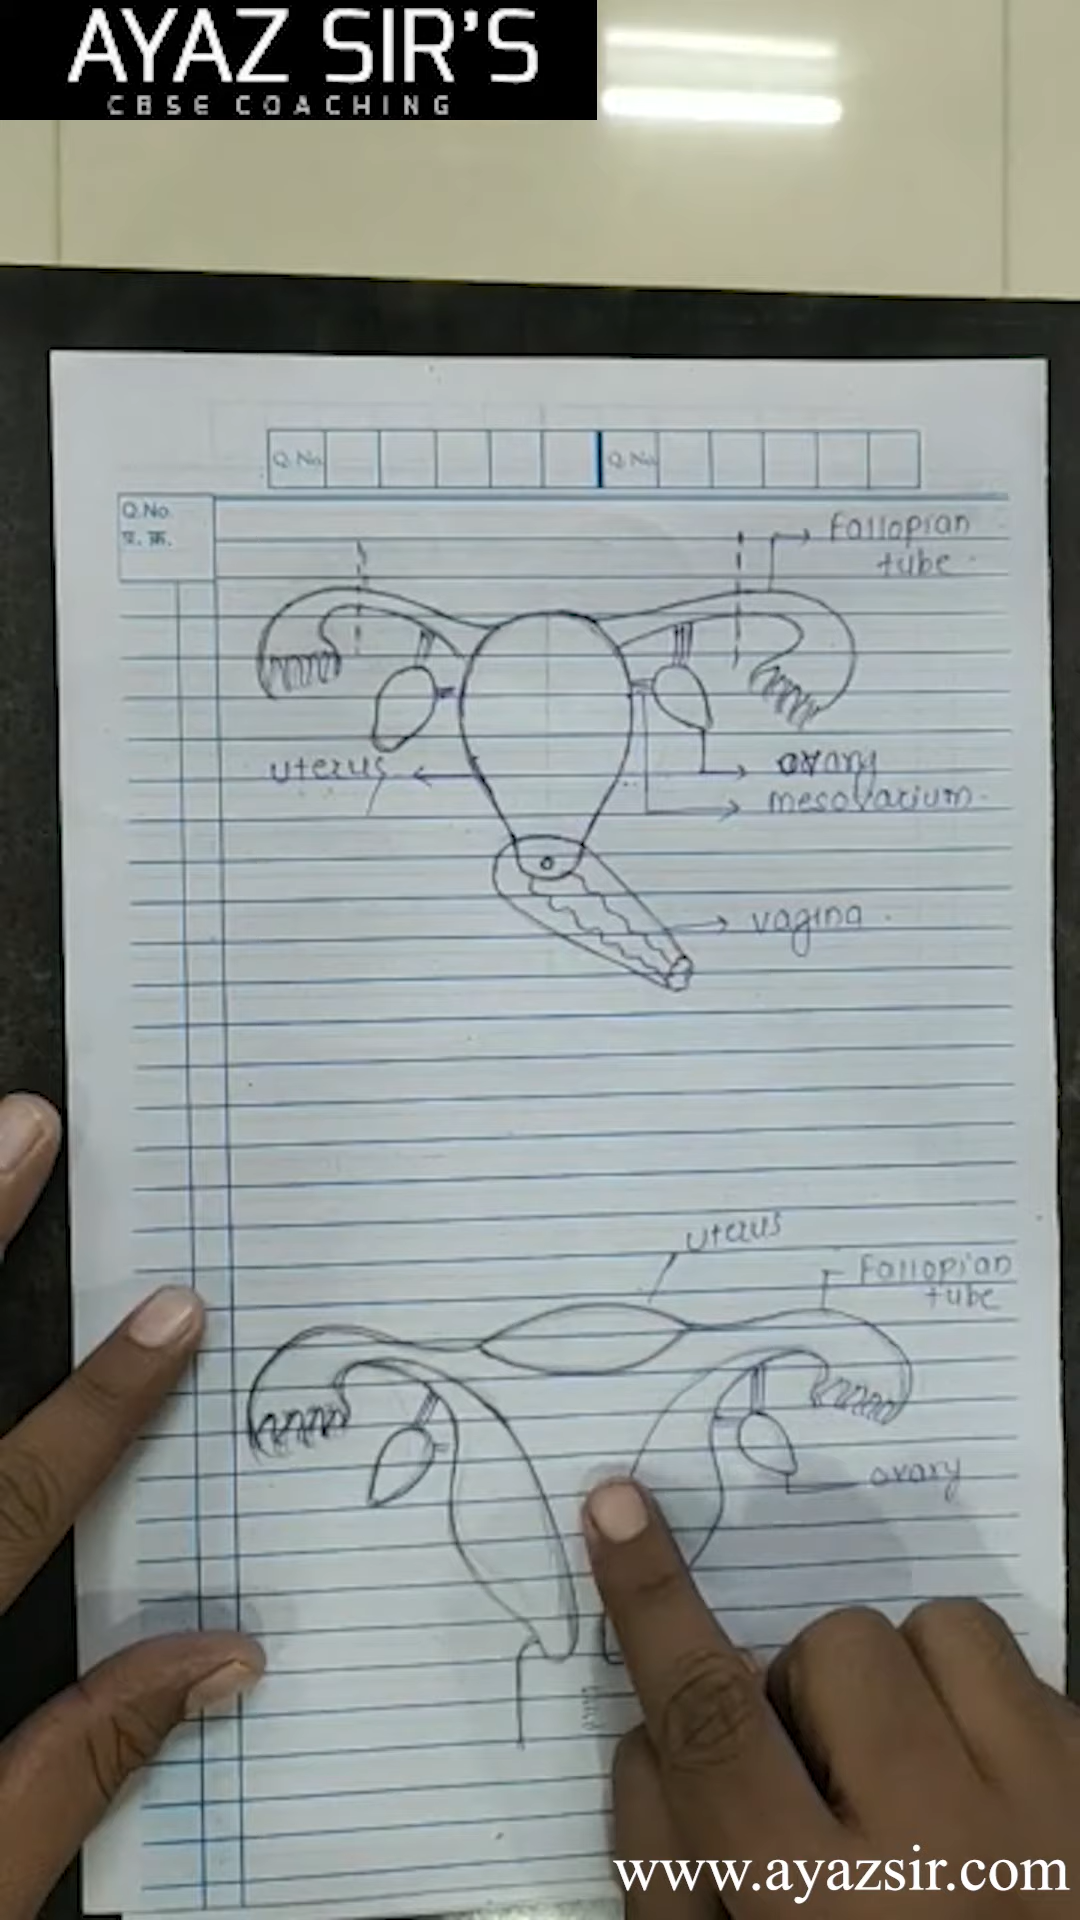 AYAZ SIR'S
CBSE COACHING
Q.No.
Q.No.
Q.No.
प्र. क्र.
Fallopian
tube
uterus
ovary
mesovarium
vagina
uterus
Fallopian
tube
ovary
www.ayazsir.com